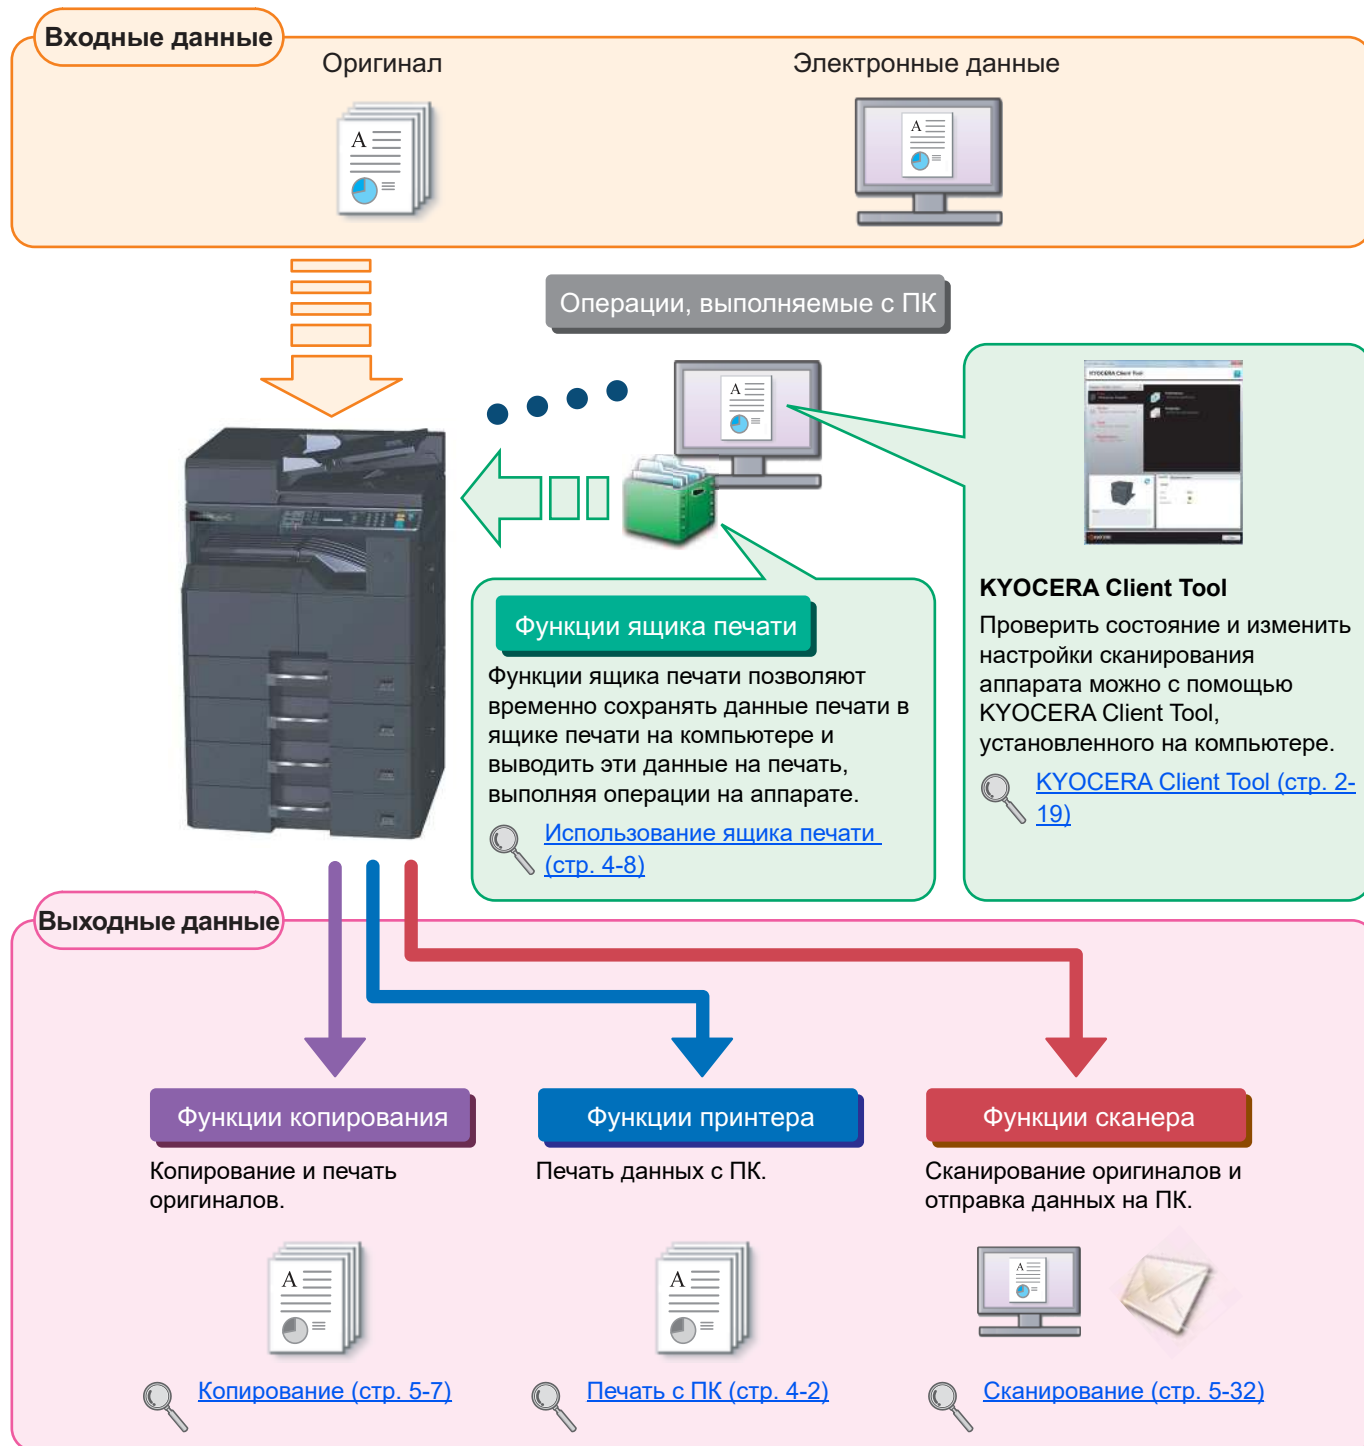 Входные данные
Оригинал
Электронные данные
A
A
Операции, выполняемые с ПК
A
KYOCERA Client Tool
KYOCERA Client Tool
Проверить состояние и изменить
настройки сканирования
аппарата можно с помощью
KYOCERA Client Tool,
установленного на компьютере.
KYOCERA Client Tool (стр. 2-
19)
Функции ящика печати
Функции ящика печати позволяют
временно сохранять данные печати в
ящике печати на компьютере и
выводить эти данные на печать,
выполняя операции на аппарате.
Использование ящика печати
(стр. 4-8)
Выходные данные
Функции копирования
Копирование и печать
оригиналов.
A
Копирование (стр. 5-7)
Функции принтера
Печать данных с ПК.
A
Печать с ПК (стр. 4-2)
Функции сканера
Сканирование оригиналов и
отправка данных на ПК.
A
Сканирование (стр. 5-32)